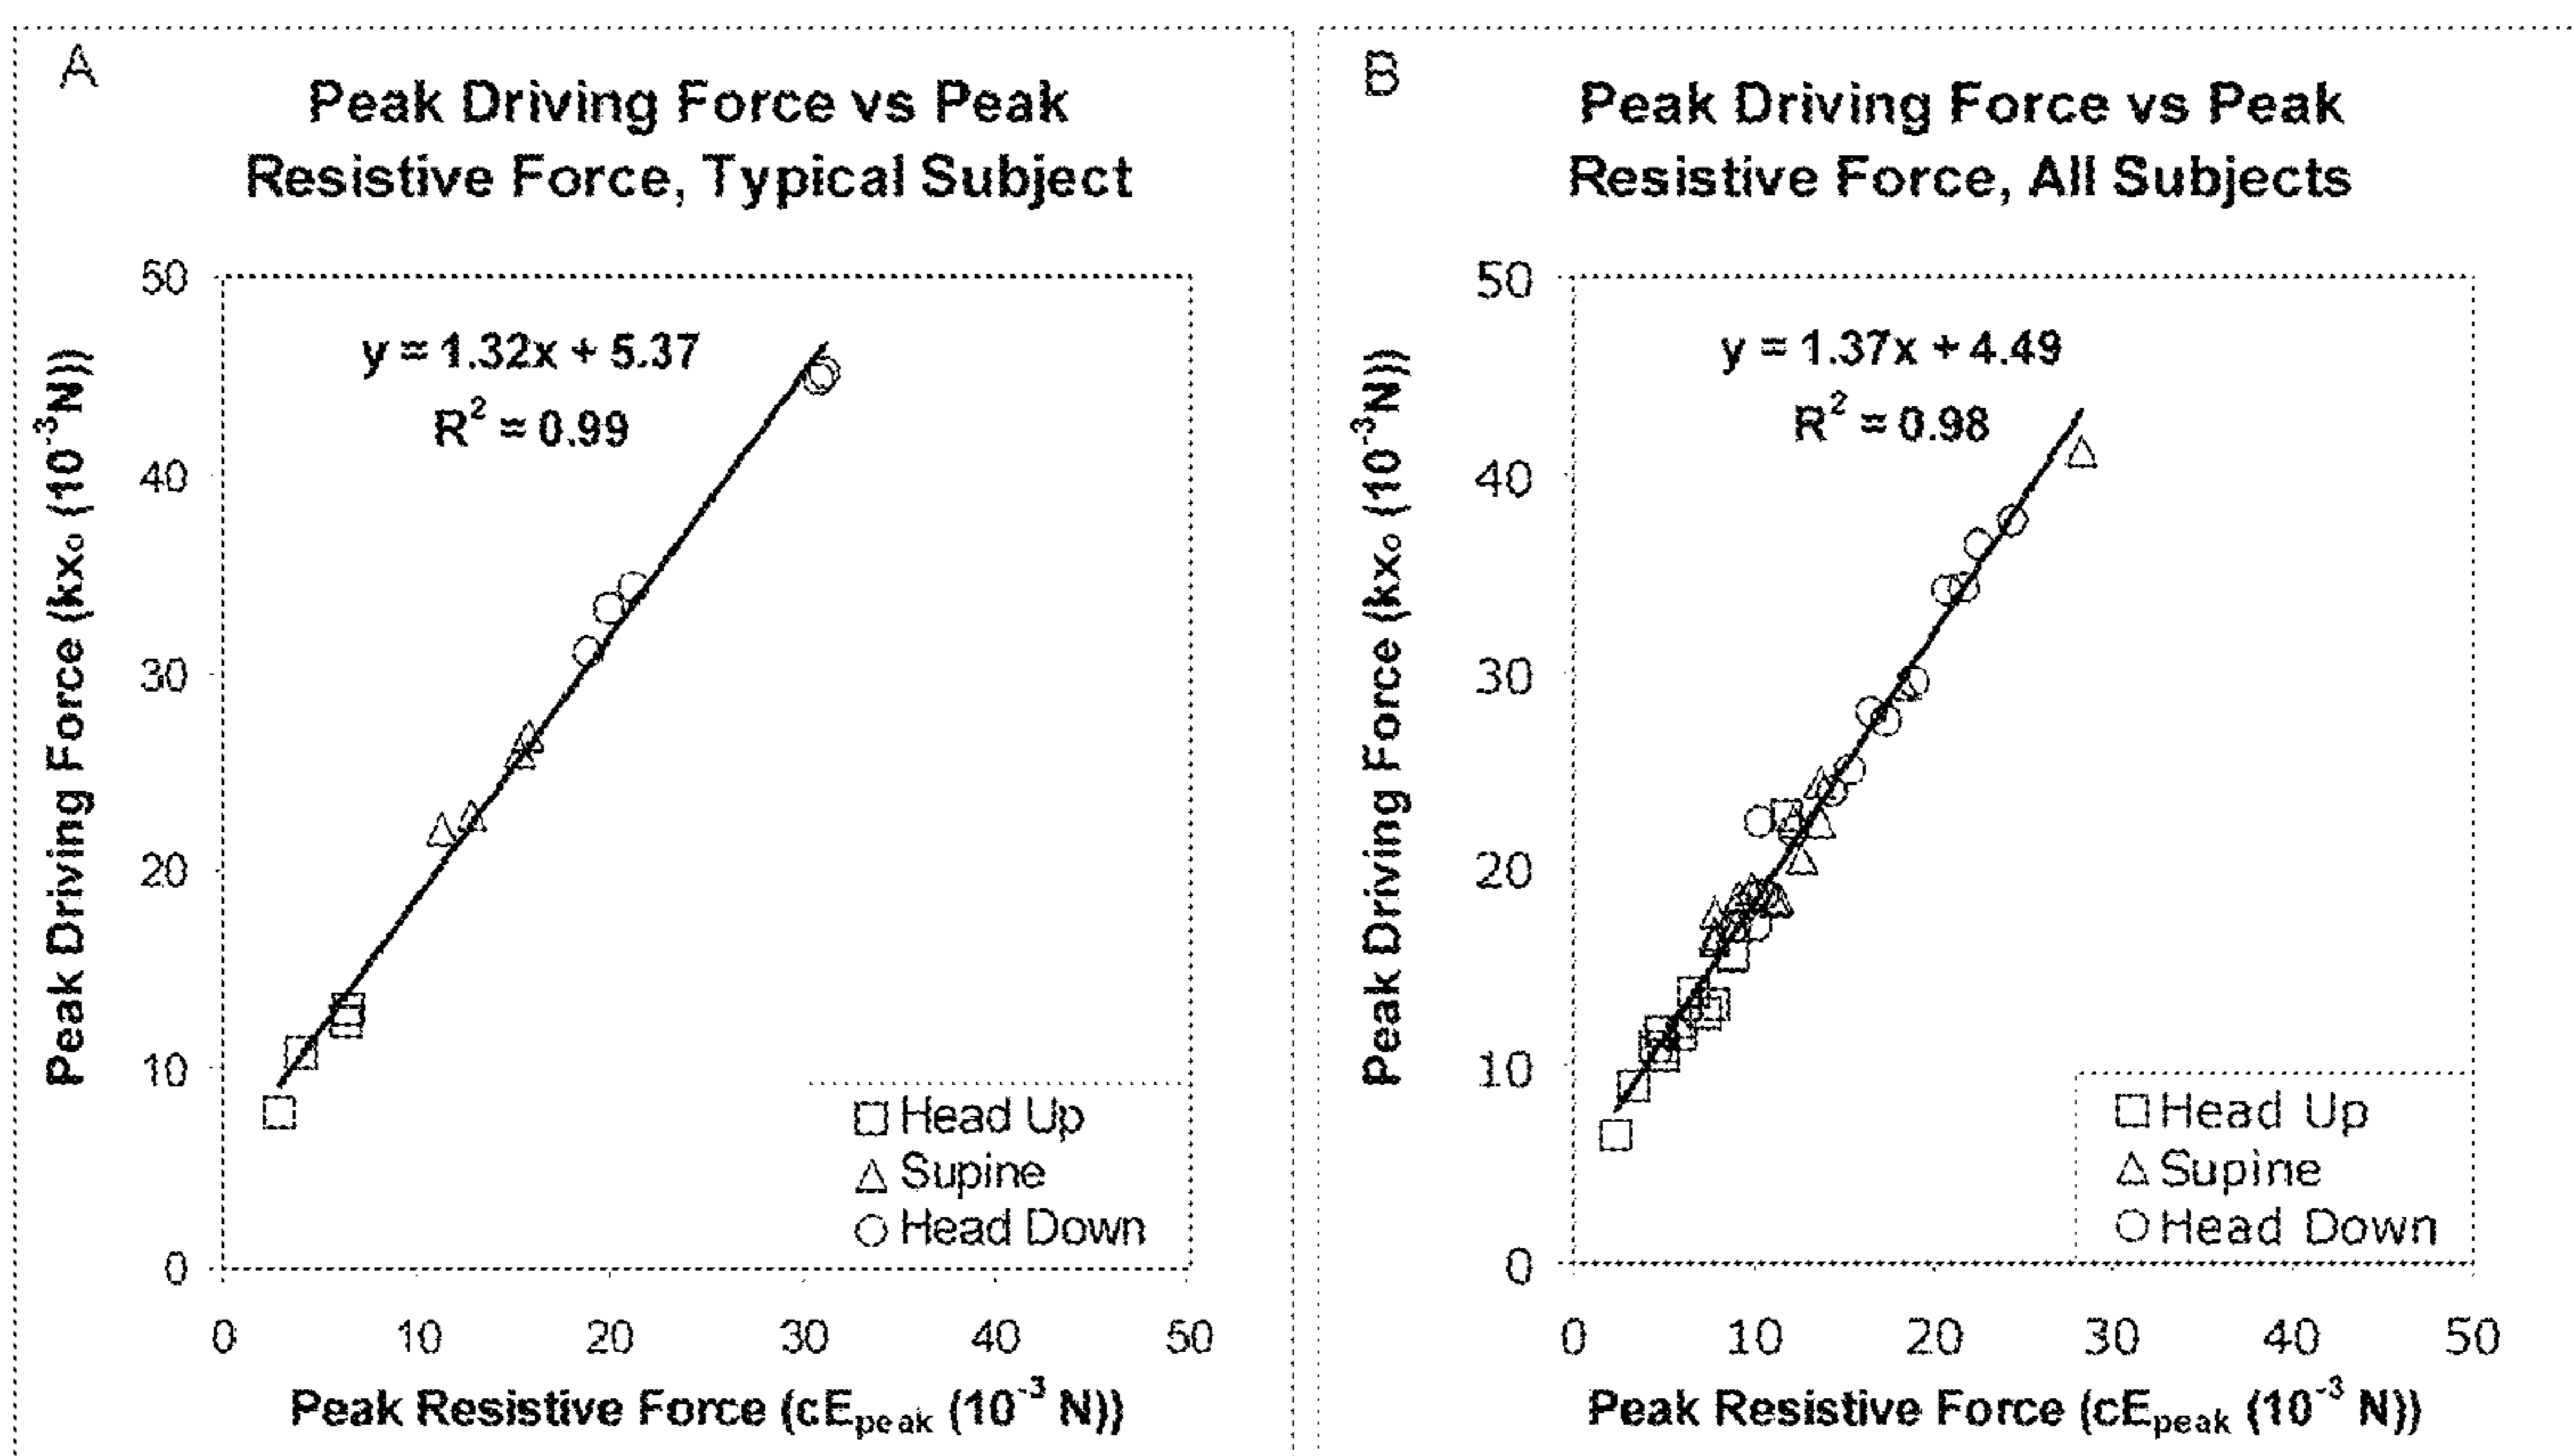 A
Peak Driving Force vs Peak
Resistive Force, Typical Subject
50
40
30
20
10
0
Peak Driving Force (kxₒ (10⁻³N))
y = 1.32x + 5.37
R² = 0.99
Head Up
Supine
Head Down
0 10 20 30 40 50
Peak Resistive Force (cE_peak (10⁻³ N))
B
Peak Driving Force vs Peak
Resistive Force, All Subjects
50
40
30
20
10
0
Peak Driving Force (kxₒ (10⁻³N))
y = 1.37x + 4.49
R² = 0.98
Head Up
Supine
Head Down
0 10 20 30 40 50
Peak Resistive Force (cE_peak (10⁻³ N))